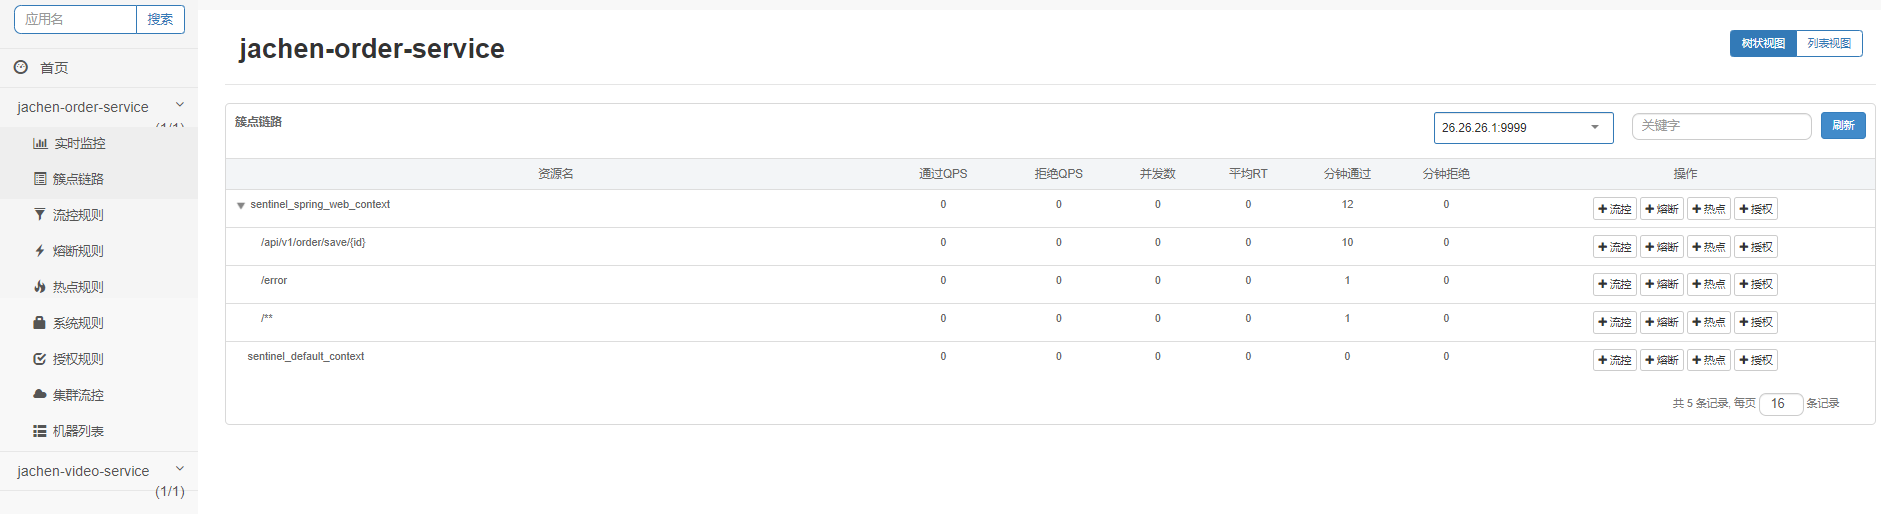 应用名 搜索
首页
jachen-order-service
(1/1)
实时监控
簇点链路
流控规则
熔断规则
热点规则
系统规则
授权规则
集群流控
机器列表
jachen-video-service
(1/1)
jachen-order-service
树状视图 列表视图
簇点链路 26.26.26.1:9999 关键字 刷新
资源名 通过QPS 拒绝QPS 并发数 平均RT 分钟通过 分钟拒绝 操作
sentinel_spring_web_context 0 0 0 0 12 0 +流控 +熔断 +热点 +授权
/api/v1/order/save/{id} 0 0 0 0 10 0 +流控 +熔断 +热点 +授权
/error 0 0 0 0 1 0 +流控 +熔断 +热点 +授权
/** 0 0 0 0 1 0 +流控 +熔断 +热点 +授权
sentinel_default_context 0 0 0 0 0 0 +流控 +熔断 +热点 +授权
共 5 条记录, 每页 16 条记录